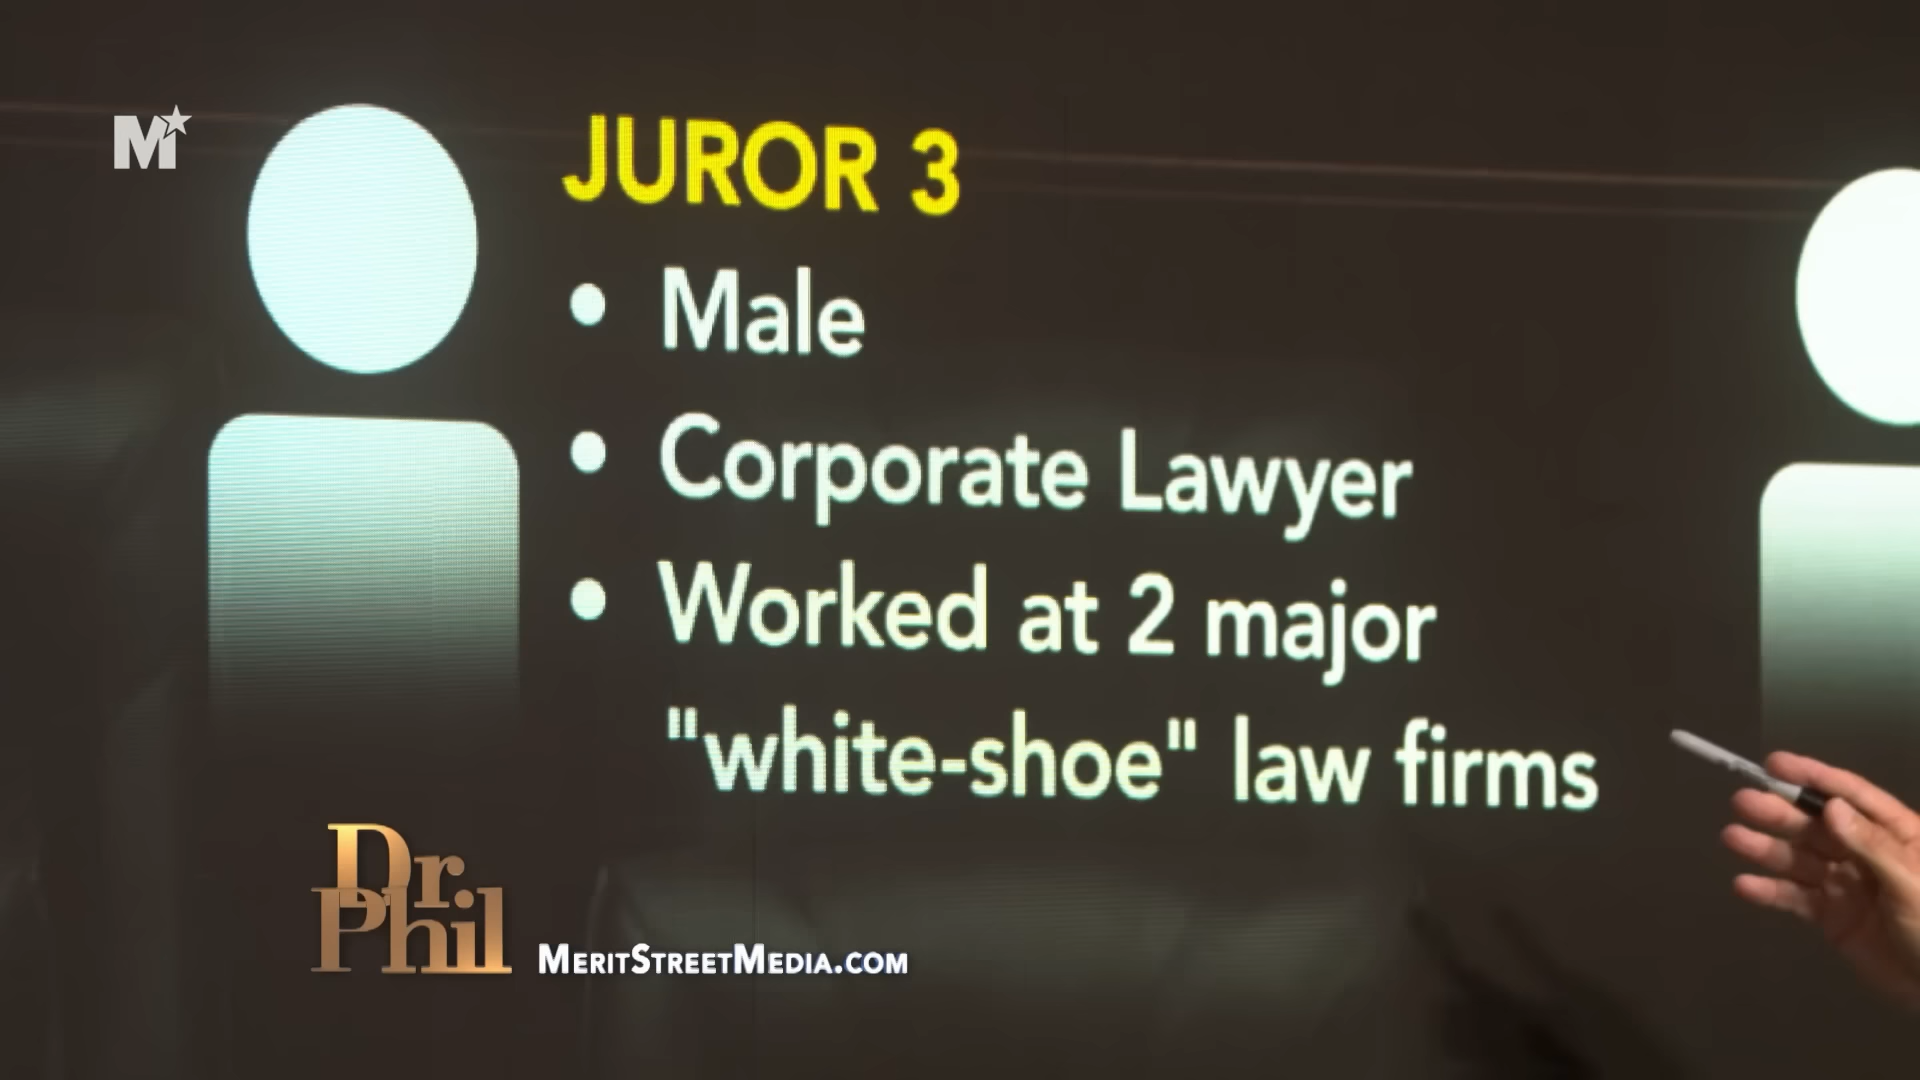 M
JUROR 3
• Male
• Corporate Lawyer
• Worked at 2 major
"white-shoe" law firms
Dr.
Phil
MERITSTREETMEDIA.COM